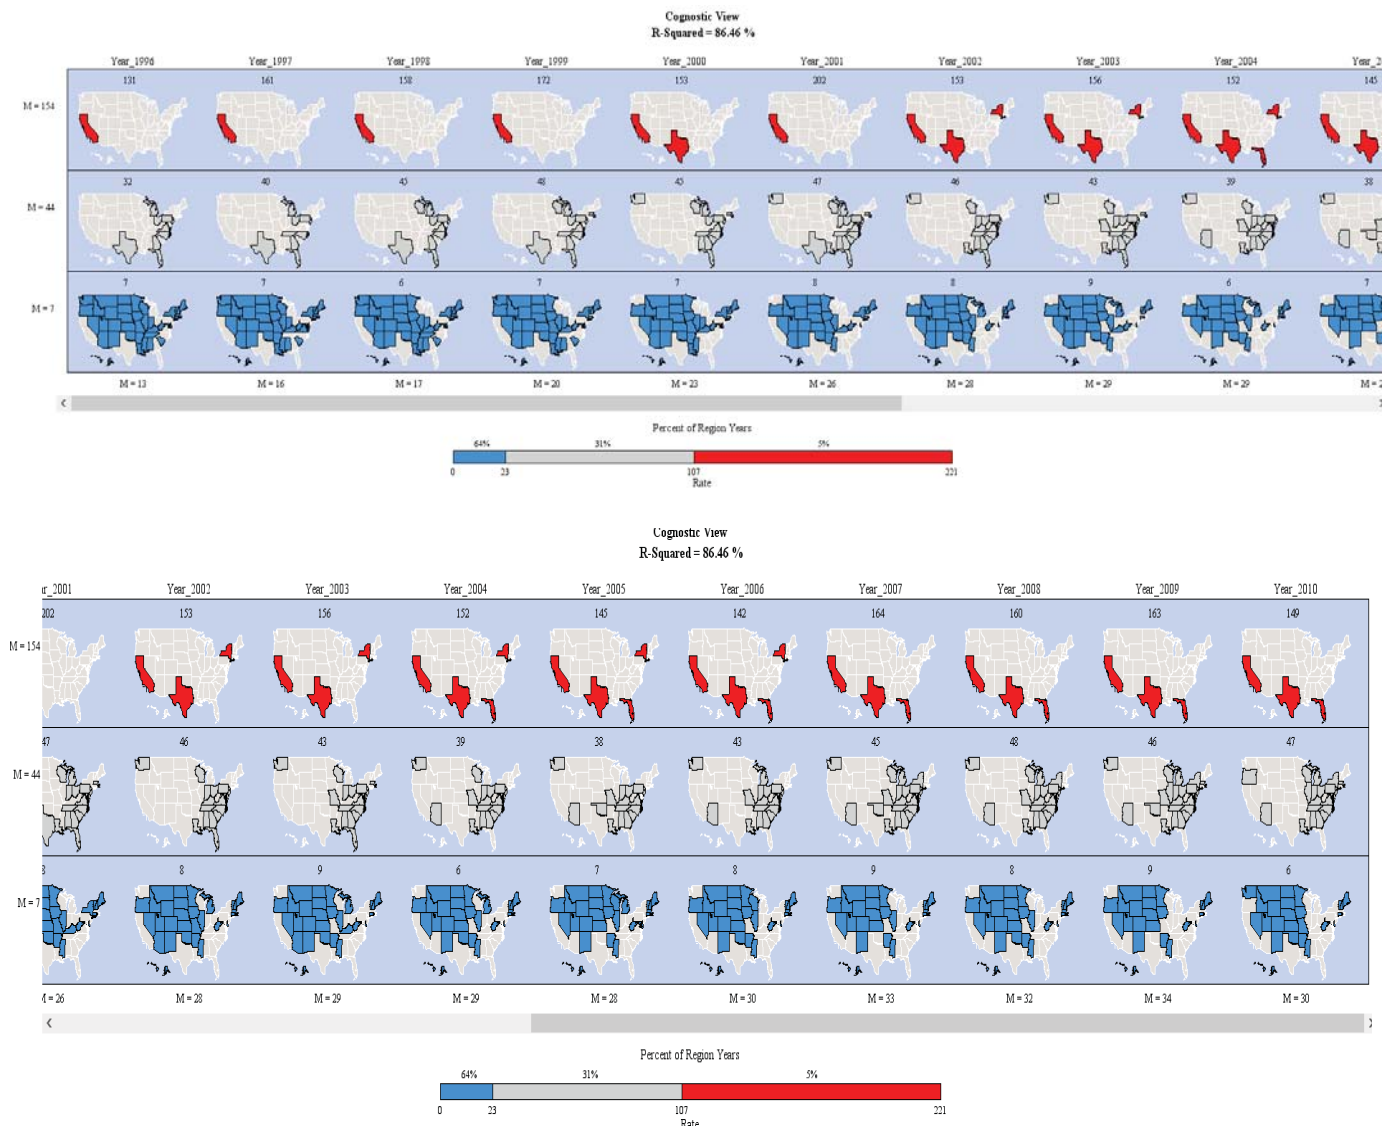 Cognostic View
R-Squared = 86.46 %
Year_1996 Year_1997 Year_1998 Year_1999 Year_2000 Year_2001 Year_2002 Year_2003 Year_2004 Year_2
131 161 158 172 153 202 153 156 152 145
M = 154
32 40 43 48 45 47 46 43 39 38
M = 44
7 7 6 7 7 8 8 9 6 7
M = 7
M = 13 M = 16 M = 17 M = 20 M = 23 M = 26 M = 28 M = 29 M = 29 M = 2
Percent of Region Years
64% 31% 5%
0 23 107 221
Rate
Cognostic View
R-Squared = 86.46 %
r_2001 Year_2002 Year_2003 Year_2004 Year_2005 Year_2006 Year_2007 Year_2008 Year_2009 Year_2010
202 153 156 152 145 142 164 160 163 149
M = 154
47 46 43 39 38 43 45 48 46 47
M = 44
8 8 9 6 7 8 9 8 9 6
M = 7
M = 26 M = 28 M = 29 M = 29 M = 28 M = 30 M = 33 M = 32 M = 34 M = 30
Percent of Region Years
64% 31% 5%
0 23 107 221
Rate